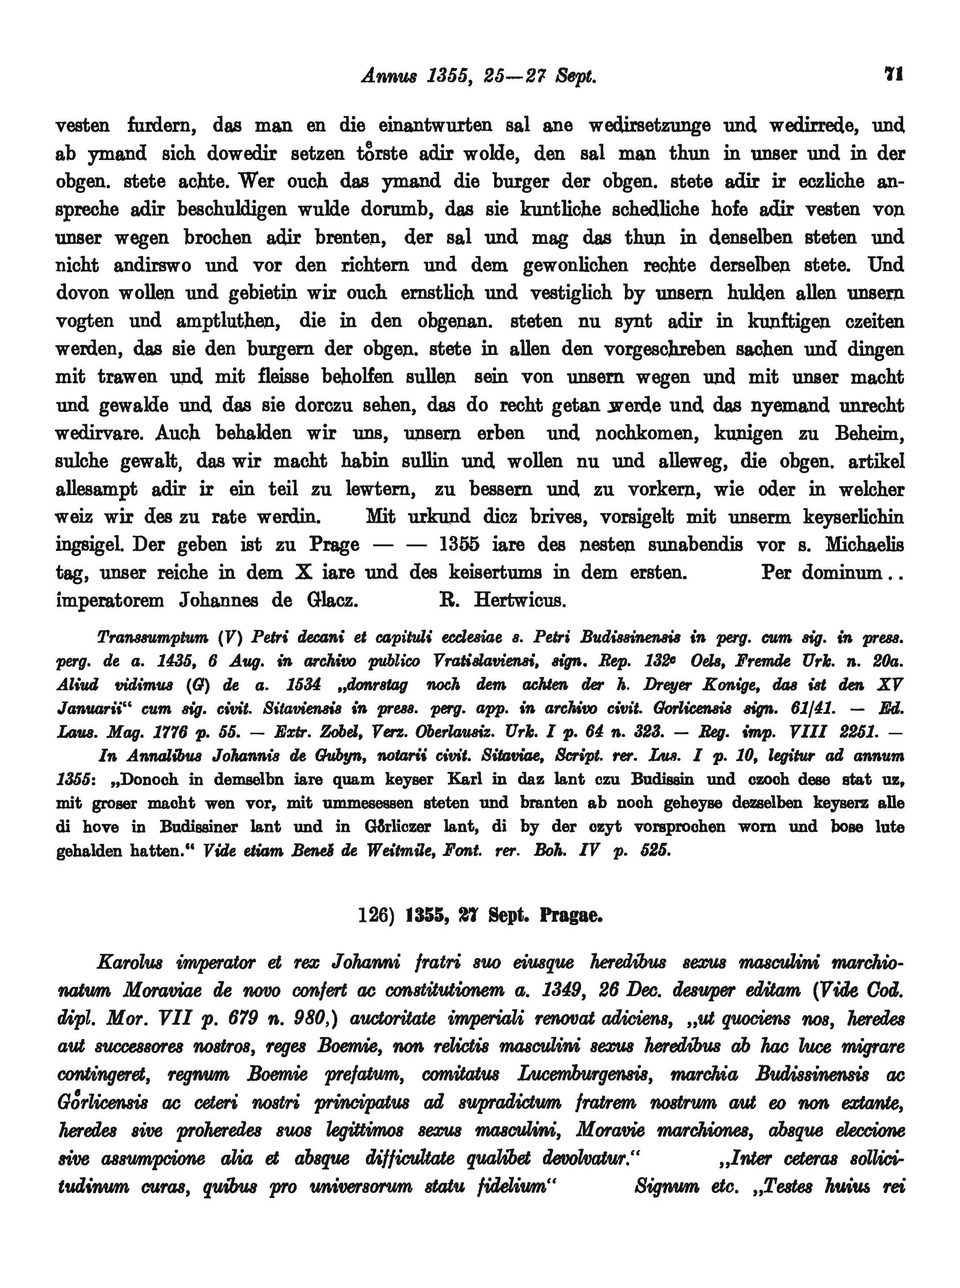 Annus 1355, 25—27 Sept. 71
vesten furdern, das man en die einantwurten sal ane wedirsetzunge und wedirrede, und
ab ymand sich dowedir setzen toͤrste adir wolde, den sal man thun in unser und in der
obgen. stete achte. Wer ouch das ymand die burger der obgen. stete adir ir eczliche an-
spreche adir beschuldigen wulde dorumb, das sie kuntliche schedliche hofe adir vesten von
unser wegen brochen adir brenten, der sal und mag das thun in denselben steten und
nicht andirswo und vor den richtern und dem gewonlichen rechte derselben stete. Und
dovon wollen und gebietin wir ouch ernstlich und vestiglich by unsern hulden allen unsern
vogten und amptluthen, die in den obgenan. steten nu synt adir in kunftigen czeiten
werden, das sie den burgern der obgen. stete in allen den vorgeschreben sachen und dingen
mit trawen und mit fleisse beholfen sullen sein von unsern wegen und mit unser macht
und gewalde und das sie dorczu sehen, das do recht getan werde und das nyemand unrecht
wedirvare. Auch behalden wir uns, unsern erben und nochkomen, kunigen zu Beheim,
sulche gewalt, das wir macht habin sullin und wollen nu und alleweg, die obgen. artikel
allesampt adir ir ein teil zu lewtern, zu bessern und zu vorkern, wie oder in welcher
weiz wir des zu rate werdin. Mit urkund dicz brives, vorsigelt mit unserm keyserlichin
ingsigel. Der geben ist zu Prage — — 1355 iare des nesten sunabendis vor s. Michaelis
tag, unser reiche in dem X iare und des keisertums in dem ersten. Per dominum . .
imperatorem Johannes de Glacz. R. Hertwicus.
Transsumptum (V) Petri decani et capituli ecclesiae s. Petri Budissinensis in perg. cum sig. in press.
perg. de a. 1435, 6 Aug. in archivo publico Vratislaviensi, sign. Rep. 132ᶜ Oels, Fremde Urk. n. 20a.
Aliud vidimus (G) de a. 1534 „donrstag noch dem achten der h. Dreyer Konige, das ist den XV
Januarii“ cum sig. civit. Sitaviensis in press. perg. app. in archivo civit. Gorlicensis sign. 61/41. — Ed.
Laus. Mag. 1776 p. 55. — Extr. Zobel, Verz. Oberlausiz. Urk. I p. 64 n. 323. — Reg. imp. VIII 2251. —
In Annalibus Johannis de Gubyn, notarii civit. Sitaviae, Script. rer. Lus. I p. 10, legitur ad annum
1355: „Donoch in demselbn iare quam keyser Karl in daz lant czu Budissin und czoch dese stat uz,
mit groser macht wen vor, mit ummesessen steten und branten ab noch geheyse dezselben keyserz alle
di hove in Budissiner lant und in Goͤrliczer lant, di by der czyt vorsprochen worn und bose lute
gehalden hatten.“ Vide etiam Beneš de Weitmile, Font. rer. Boh. IV p. 525.
126) 1355, 27 Sept. Pragae.
Karolus imperator et rex Johanni fratri suo eiusque heredibus sexus masculini marchio-
natum Moraviae de novo confert ac constitutionem a. 1349, 26 Dec. desuper editam (Vide Cod.
dipl. Mor. VII p. 679 n. 980,) auctoritate imperiali renovat adiciens, „ut quociens nos, heredes
aut successores nostros, reges Boemie, non relictis masculini sexus heredibus ab hac luce migrare
contingeret, regnum Boemie prefatum, comitatus Lucemburgensis, marchia Budissinensis ac
Goͤrlicensis ac ceteri nostri principatus ad supradictum fratrem nostrum aut eo non extante,
heredes sive proheredes suos legittimos sexus masculini, Moravie marchiones, absque eleccione
sive assumpcione alia et absque difficultate qualibet devolvatur.“ „Inter ceteras sollici-
tudinum curas, quibus pro universorum statu fidelium“ Signum etc. „Testes huius rei